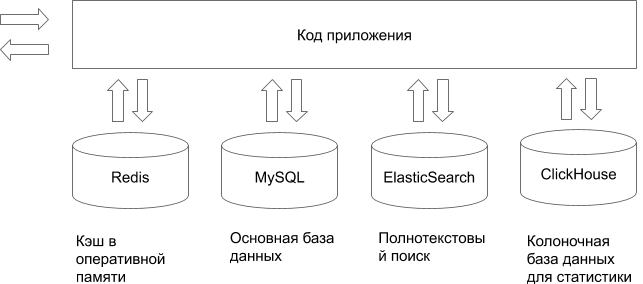 Код приложения
Redis
MySQL
ElasticSearch
ClickHouse
Кэш в
оперативной
памяти
Основная база
данных
Полнотекстовы
й поиск
Колоночная
база данных
для статистики